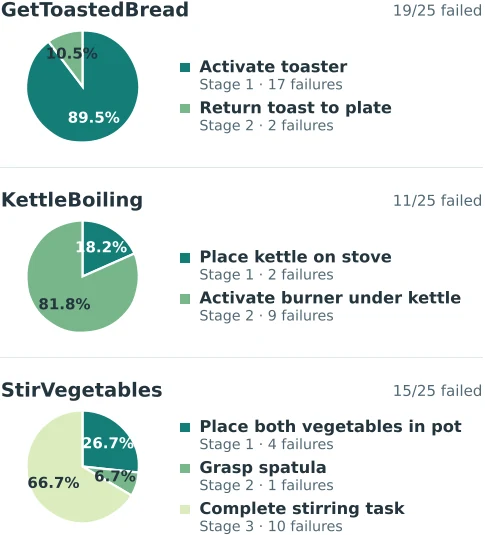 GetToastedBread 19/25 failed
10.5%
89.5%
Activate toaster
Stage 1 · 17 failures
Return toast to plate
Stage 2 · 2 failures
KettleBoiling 11/25 failed
18.2%
81.8%
Place kettle on stove
Stage 1 · 2 failures
Activate burner under kettle
Stage 2 · 9 failures
StirVegetables 15/25 failed
26.7%
6.7%
66.7%
Place both vegetables in pot
Stage 1 · 4 failures
Grasp spatula
Stage 2 · 1 failures
Complete stirring task
Stage 3 · 10 failures